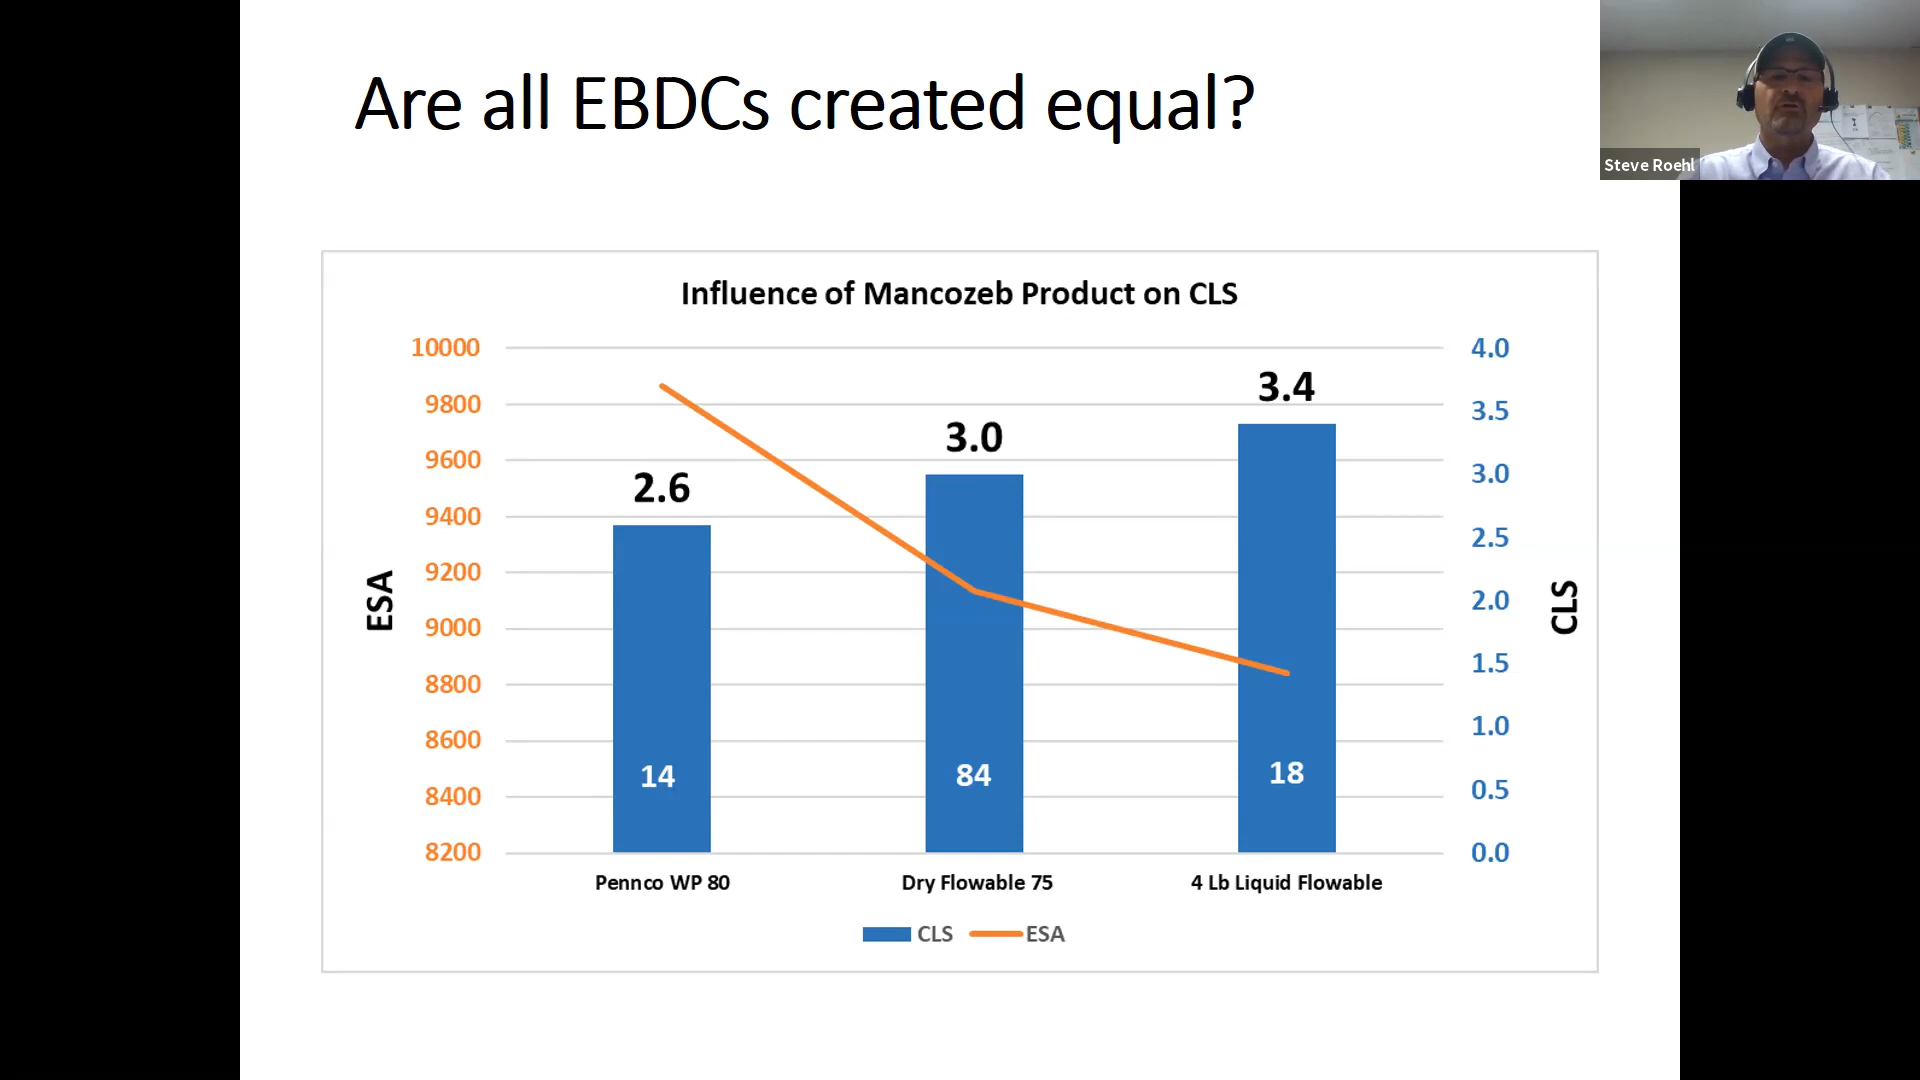 Are all EBDCs created equal?
Steve Roehl
Influence of Mancozeb Product on CLS
ESA
10000
9800
9600
9400
9200
9000
8800
8600
8400
8200
2.6
3.0
3.4
14
84
18
4.0
3.5
3.0
2.5
2.0
1.5
1.0
0.5
0.0
CLS
Pennco WP 80
Dry Flowable 75
4 Lb Liquid Flowable
CLS
ESA